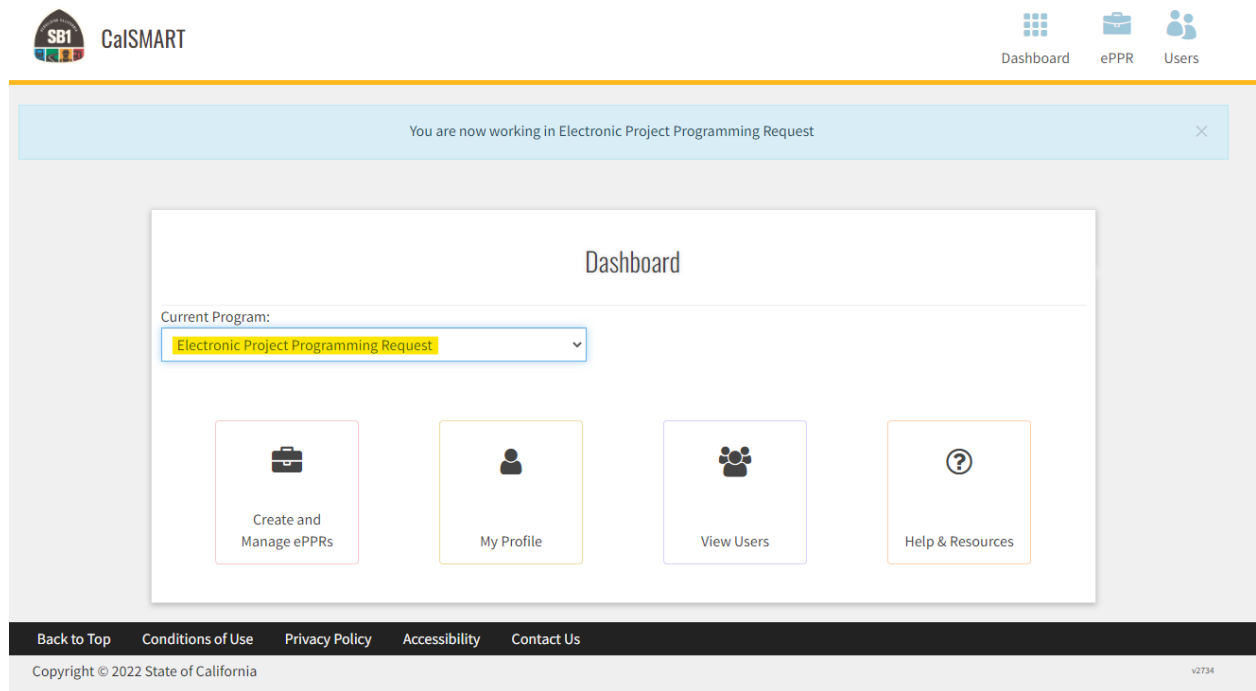 SB1
CalSMART
Dashboard
ePPR
Users
You are now working in Electronic Project Programming Request
Dashboard
Current Program:
Electronic Project Programming Request
Create and
Manage ePPRs
My Profile
View Users
Help & Resources
Back to Top
Conditions of Use
Privacy Policy
Accessibility
Contact Us
Copyright © 2022 State of California
v2734